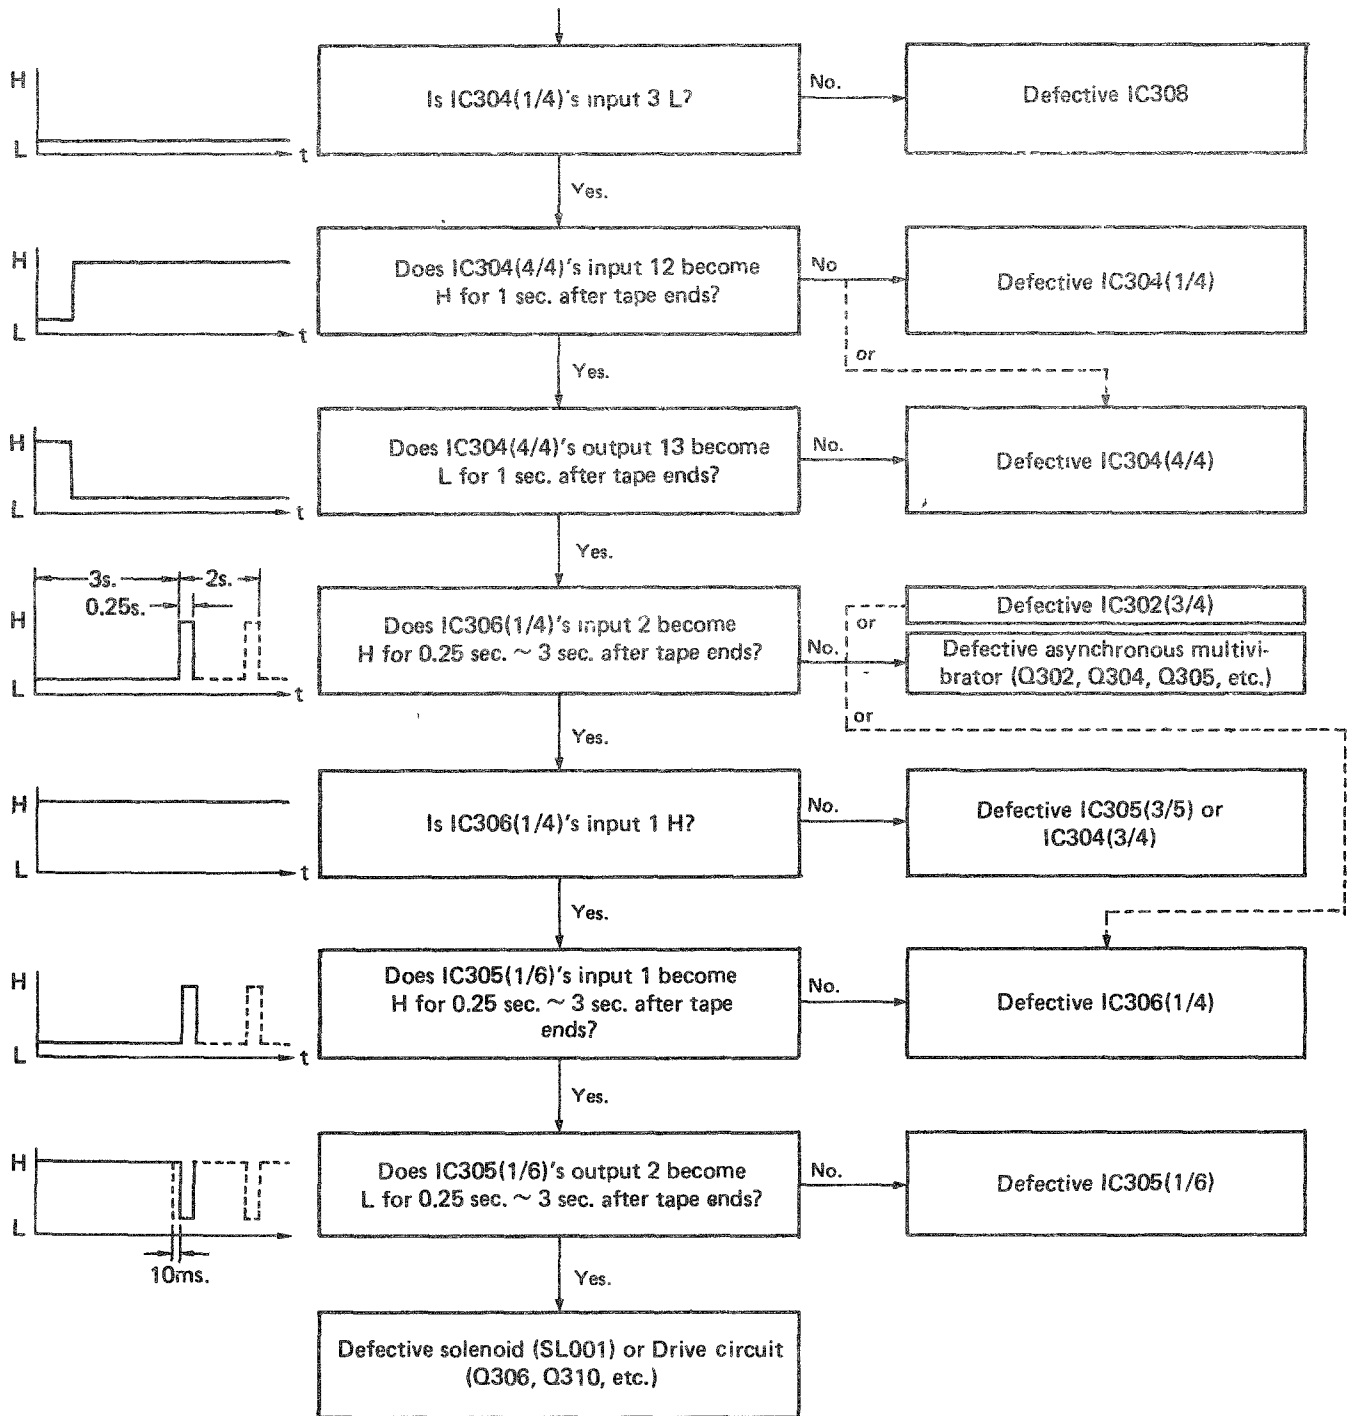 H
L
t
Is IC304(1/4)'s input 3 L?
No.
Defective IC308
Yes.
H
L
t
Does IC304(4/4)'s input 12 become
H for 1 sec. after tape ends?
No
Defective IC304(1/4)
or
Yes.
H
L
t
Does IC304(4/4)'s output 13 become
L for 1 sec. after tape ends?
No.
Defective IC304(4/4)
Yes.
3s.
2s.
0.25s.
H
L
t
Does IC306(1/4)'s input 2 become
H for 0.25 sec. ~ 3 sec. after tape ends?
No.
or
Defective IC302(3/4)
Defective asynchronous multivi-
brator (Q302, Q304, Q305, etc.)
or
Yes.
H
L
t
Is IC306(1/4)'s input 1 H?
No.
Defective IC305(3/5) or
IC304(3/4)
Yes.
H
L
t
Does IC305(1/6)'s input 1 become
H for 0.25 sec. ~ 3 sec. after tape
ends?
No.
Defective IC306(1/4)
Yes.
H
L
10ms.
Does IC305(1/6)'s output 2 become
L for 0.25 sec. ~ 3 sec. after tape ends?
No.
Defective IC305(1/6)
Yes.
Defective solenoid (SL001) or Drive circuit
(Q306, Q310, etc.)